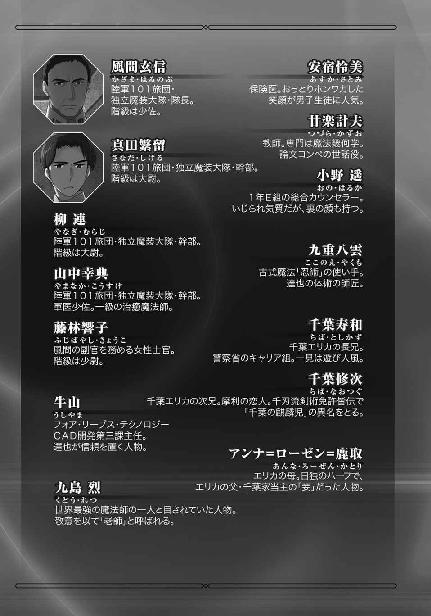 風間玄信
かざま・はるのぶ
陸軍101旅団・
独立魔装大隊・隊長。
階級は少佐。
真田繁留
さなだ・しげる
陸軍101旅団・独立魔装大隊・幹部。
階級は大尉。
柳 連
やなぎ・むらじ
陸軍101旅団・独立魔装大隊・幹部。
階級は大尉。
山中幸典
やまなか・こうすけ
陸軍101旅団・独立魔装大隊・幹部。
軍医少佐。一級の治癒魔法師。
藤林響子
ふじばやし・きょうこ
風間の副官を務める女性士官。
階級は少尉。
牛山
うしやま
フォア・リーブス・テクノロジー
CAD開発第三課主任。
達也が信頼を置く人物。
九島 烈
くどう・れつ
世界最強の魔法師の一人と目されていた人物。
敬意を以て「老師」と呼ばれる。
安宿怜美
あすか・さとみ
保険医。おっとりホンワカした
笑顔が男子生徒に人気。
廿楽計夫
つづら・かずお
教師。専門は魔法幾何学。
論文コンペの世話役。
小野 遥
おの・はるか
1年E組の総合カウンセラー。
いじられ気質だが、裏の顔も持つ。
九重八雲
ここのえ・やくも
古式魔法「忍術」の使い手。
達也の体術の師匠。
千葉寿和
ちば・としかず
千葉エリカの長兄。
警察省のキャリア組。一見は遊び人風。
千葉修次
ちば・なおつぐ
千葉エリカの次兄。摩利の恋人。千刃流剣術免許皆伝で
「千葉の麒麟児」の異名をとる。
アンナ=ローゼン=鹿取
あんな・ろーぜん・かとり
エリカの母。日独のハーフで、
エリカの父・千葉家当主の「妾」だった人物。